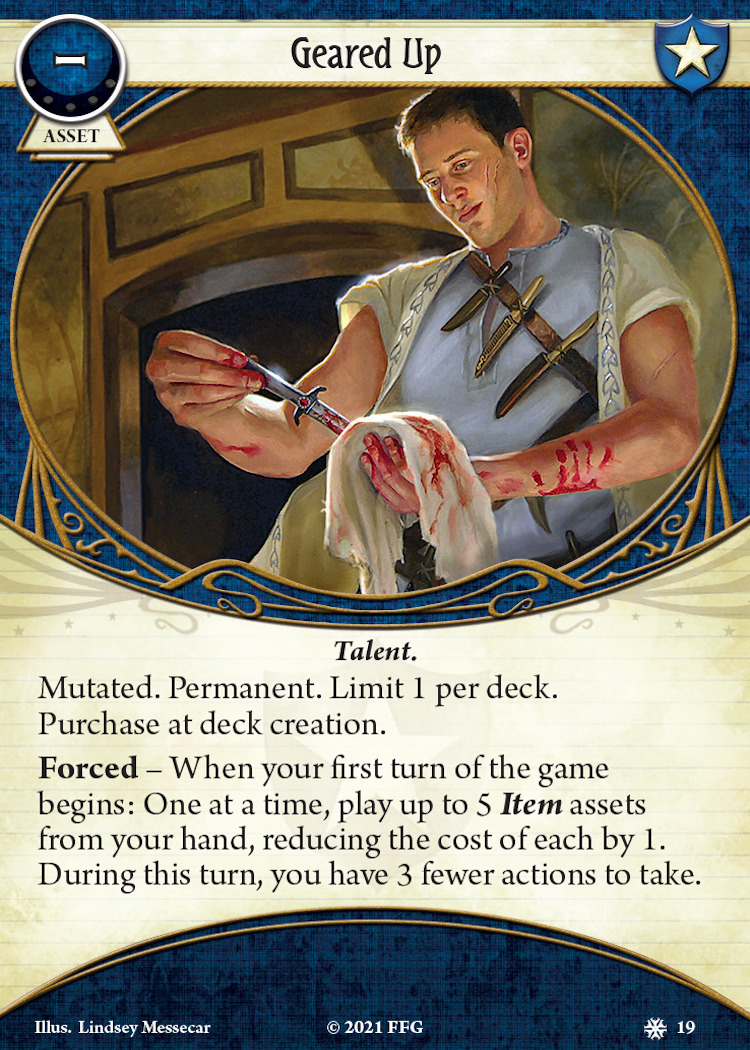 –
Geared Up
ASSET
Talent.
Mutated. Permanent. Limit 1 per deck.
Purchase at deck creation.
Forced – When your first turn of the game
begins: One at a time, play up to 5 Item assets
from your hand, reducing the cost of each by 1.
During this turn, you have 3 fewer actions to take.
Illus. Lindsey Messecar
© 2021 FFG
19